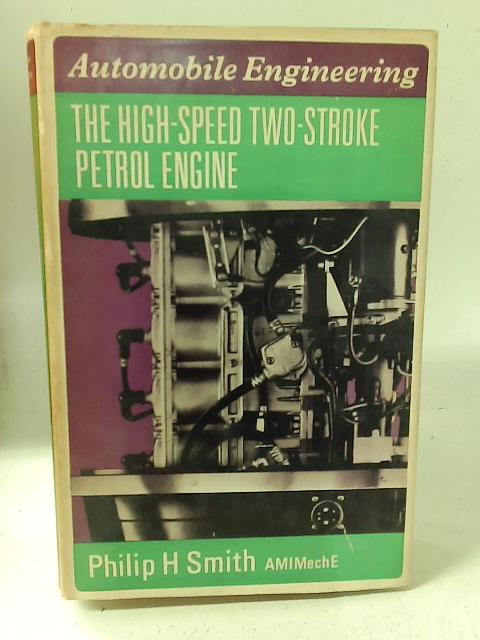 Automobile Engineering
THE HIGH-SPEED TWO-STROKE
PETROL ENGINE
Philip H Smith AMIMechE